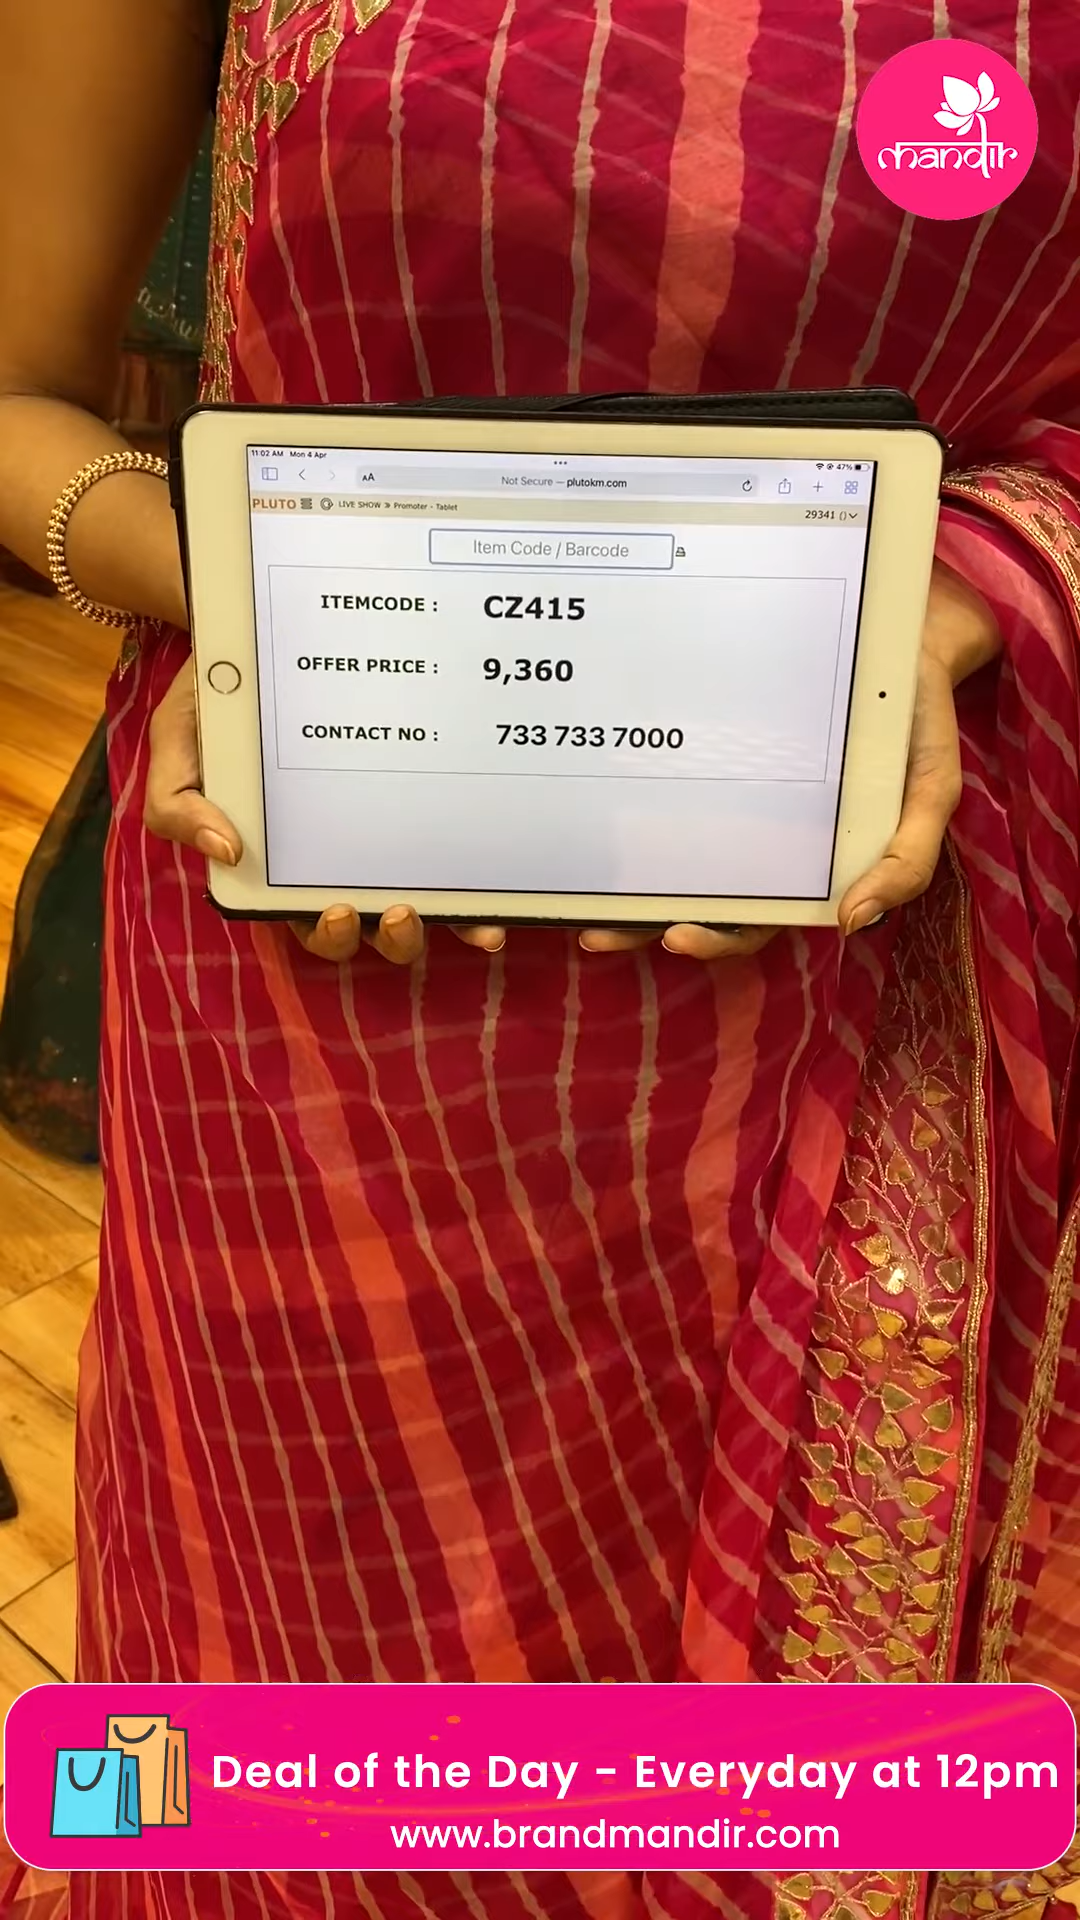 mandir
11:02 AM Mon 4 Apr
47%
AA
Not Secure — plutokm.com
PLUTO LIVE SHOW » Promoter - Tablet
29341 ()
Item Code / Barcode
ITEMCODE : CZ415
OFFER PRICE : 9,360
CONTACT NO : 733 733 7000
Deal of the Day - Everyday at 12pm
www.brandmandir.com